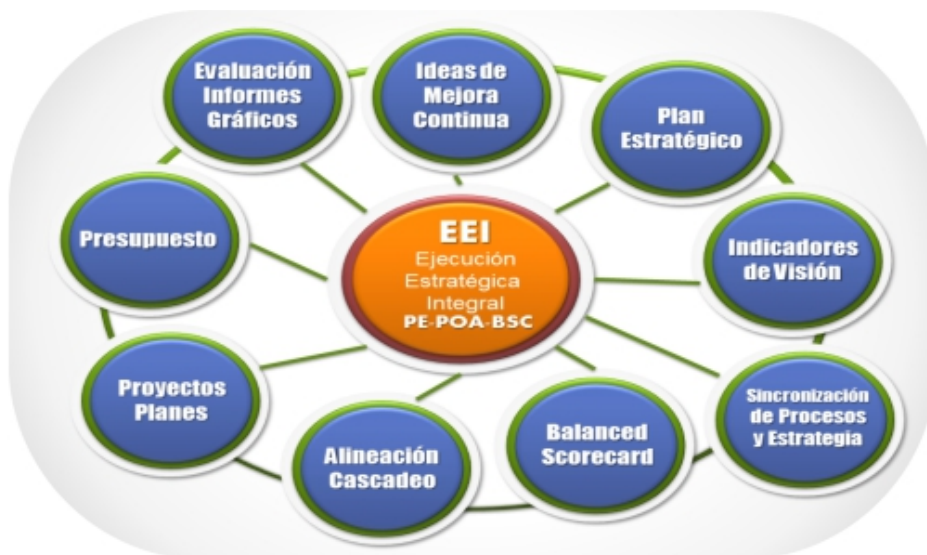 Evaluación
Informes
Gráficos
Ideas de
Mejora
Continua
Plan
Estratégico
Presupuesto
EEI
Ejecución
Estratégica
Integral
PE-POA-BSC
Indicadores
de Visión
Proyectos
Planes
Alineación
Cascadeo
Balanced
Scorecard
Sincronización
de Procesos
y Estrategia